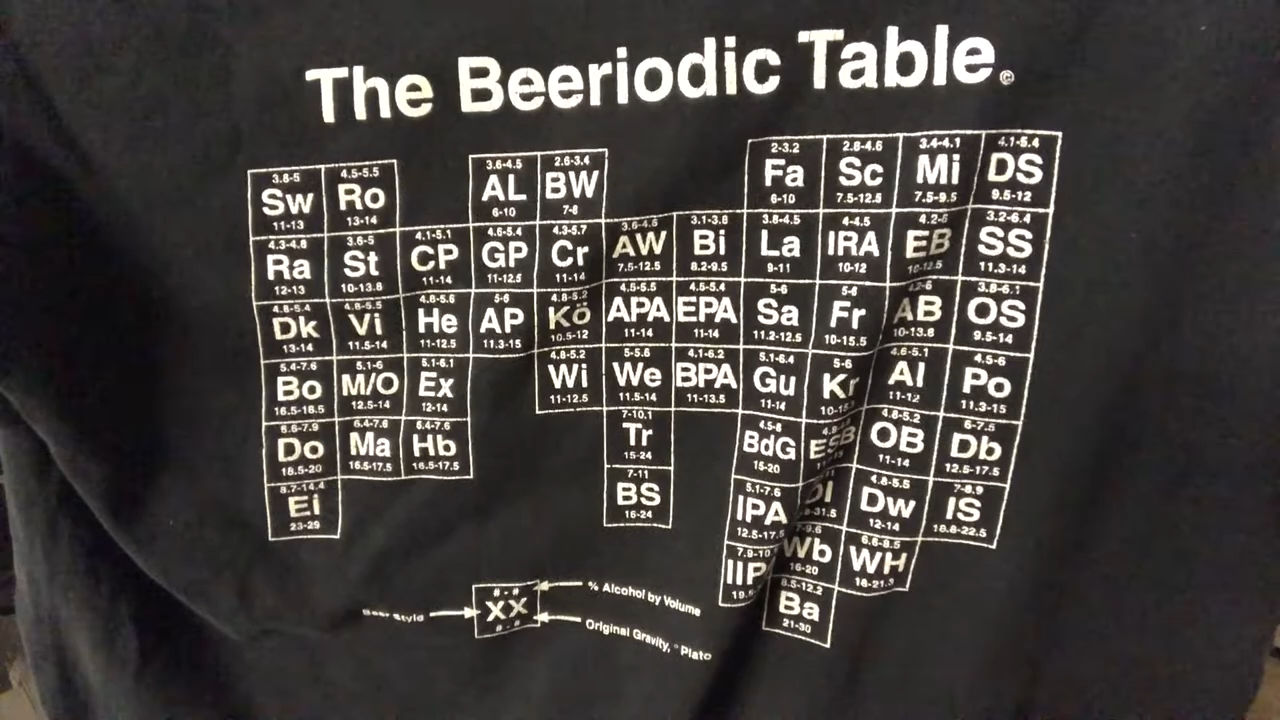 The Beeriodic Table ©
3.8-5 4.5-5.5 3.6-4.5 2.6-3.4 2-3.2 2.8-4.6 3.4-4.1 4.1-5.4
Sw Ro AL BW Fa Sc Mi DS
11-13 13-14 6-10 7-8 6-10 7.5-12.5 7.5-9.5 9.5-12
4.3-4.8 3.6-5 4.1-5.1 4.6-5.4 4.3-5.7 3.6-4.6 3.1-3.8 3.8-4.5 4-4.5 4.2-6 3.2-6.4
Ra St CP GP Cr AW Bi La IRA EB SS
12-13 10-13.8 11-14 11-12.5 11-14 7.5-12.5 8.2-9.5 9-11 10-12 10-12.5 11.3-14
4.8-5.4 4.8-5.5 4.8-5.6 5-6 4.8-5.2 4.5-5.5 4.5-5.4 5-6 5-6 4.2-6 3.8-6.1
Dk Vi He AP Kö APA EPA Sa Fr AB OS
13-14 11.5-14 11-12.5 11.3-15 10.5-12 11-14 11-14 11.2-12.5 10-15.5 10-13.8 9.5-14
5.4-7.6 5.1-6 5.1-6.1 4.8-5.2 5-5.6 4.1-6.2 5.1-6.4 5-6 4.6-5.1 4.5-6
Bo M/O Ex Wi We BPA Gu Kr Al Po
16.5-18.5 12.5-14 12-14 11-12.5 11.5-14 11-13.5 11-14 11-12 11.3-15
6.6-7.9 6.4-7.6 6.4-7.6 7-10.1 4.5-8 4.8-5.2 6-7.5
Do Ma Hb Tr BdG ESB OB Db
18.5-20 16.5-17.5 16.5-17.5 15-24 15-20 11-14 12.5-17.5
8.7-14.4 7-11 5.1-7.6 4.8-5.5 7-8.9
Ei BS IPA Dw IS
23-29 16-24 12.5-17.5 12-14 18.8-22.5
6.6-8.5
IIP Wb WH
16-20 16-21.3
# - # % Alcohol by Volume 8.5-12.2
Beer Style XX Ba
# - # Original Gravity, ° Plato 21-30